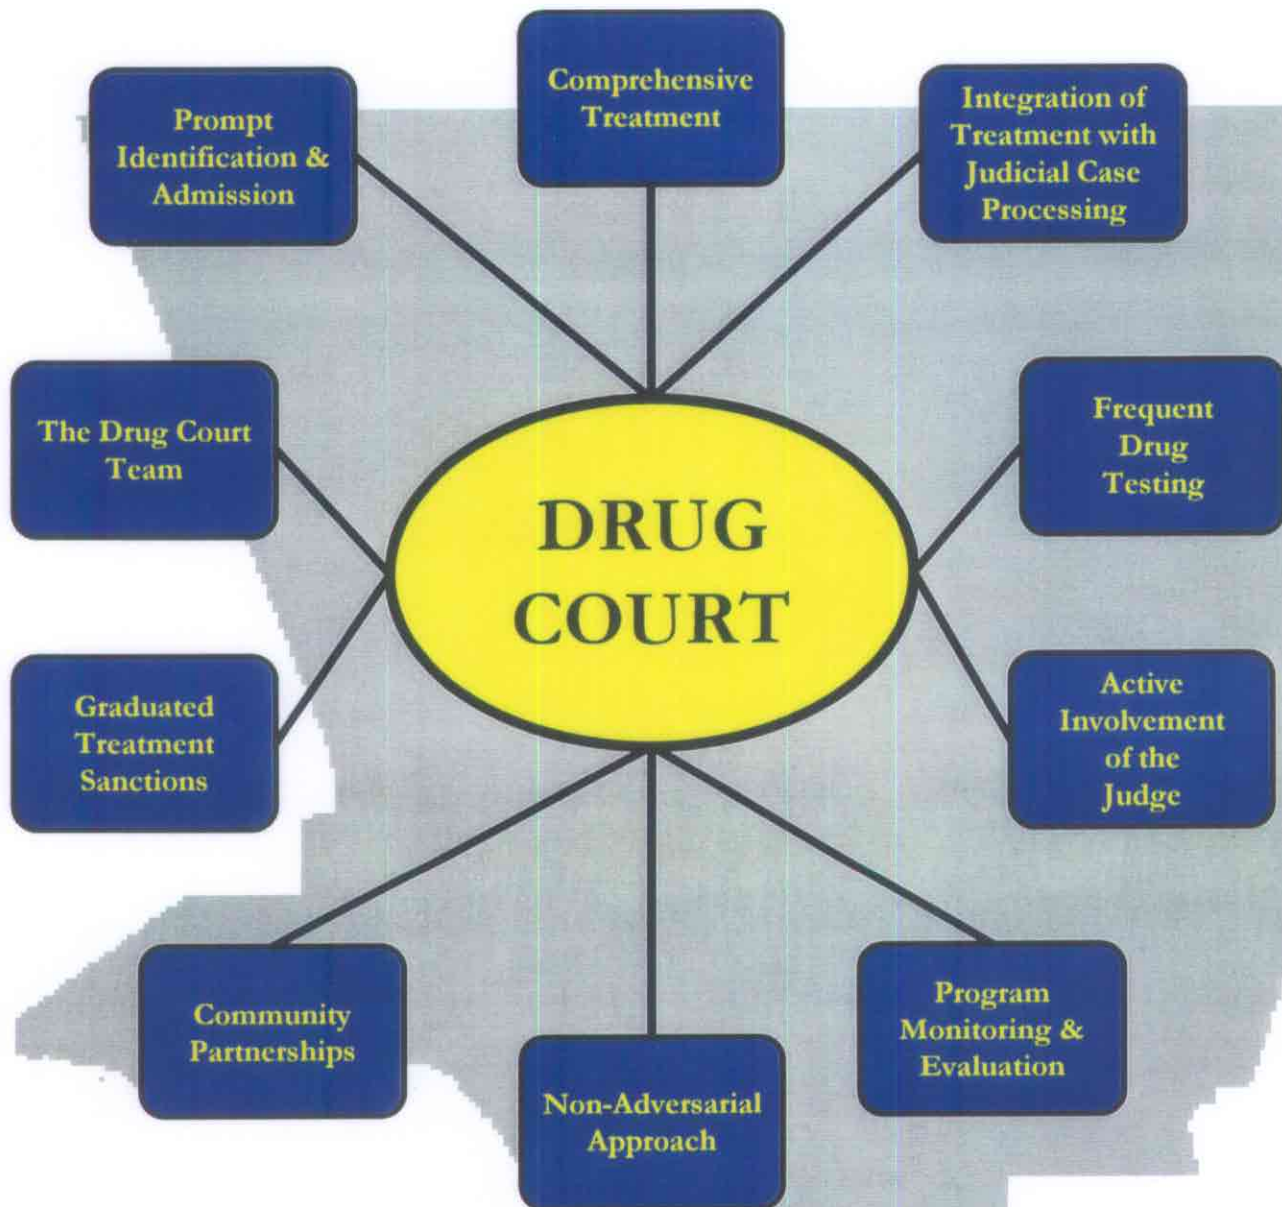 Prompt
Identification &
Admission
Comprehensive
Treatment
Integration of
Treatment with
Judicial Case
Processing
The Drug Court
Team
DRUG
COURT
Frequent
Drug
Testing
Graduated
Treatment
Sanctions
Active
Involvement
of the
Judge
Community
Partnerships
Non-Adversarial
Approach
Program
Monitoring &
Evaluation